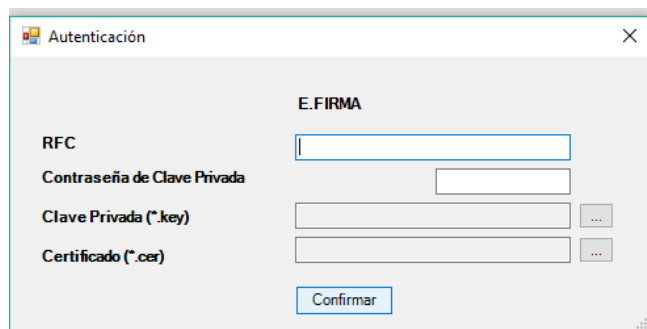 Autenticación
E.FIRMA
RFC
Contraseña de Clave Privada
Clave Privada (*.key)
...
Certificado (*.cer)
...
Confirmar